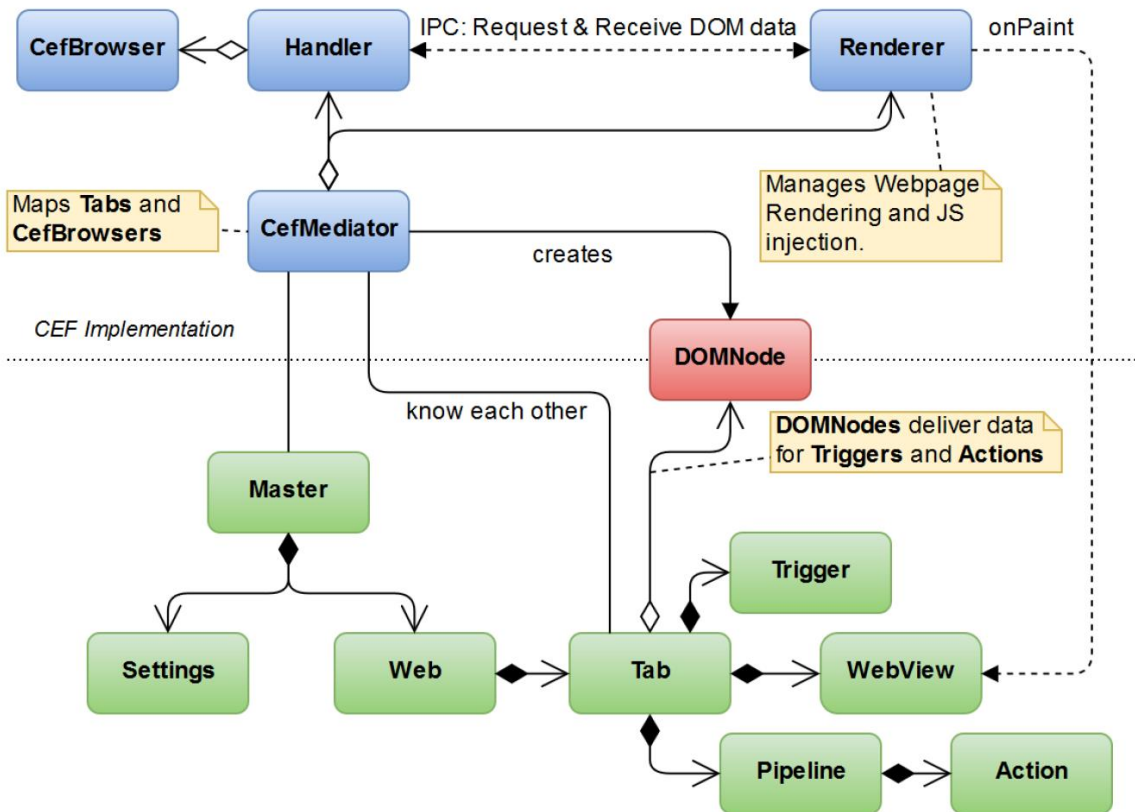 CefBrowser
Handler
IPC: Request & Receive DOM data
Renderer
onPaint
Maps Tabs and
CefBrowsers
CefMediator
Manages Webpage
Rendering and JS
injection.
creates
CEF Implementation
DOMNode
know each other
DOMNodes deliver data
for Triggers and Actions
Master
Trigger
Settings
Web
Tab
WebView
Pipeline
Action